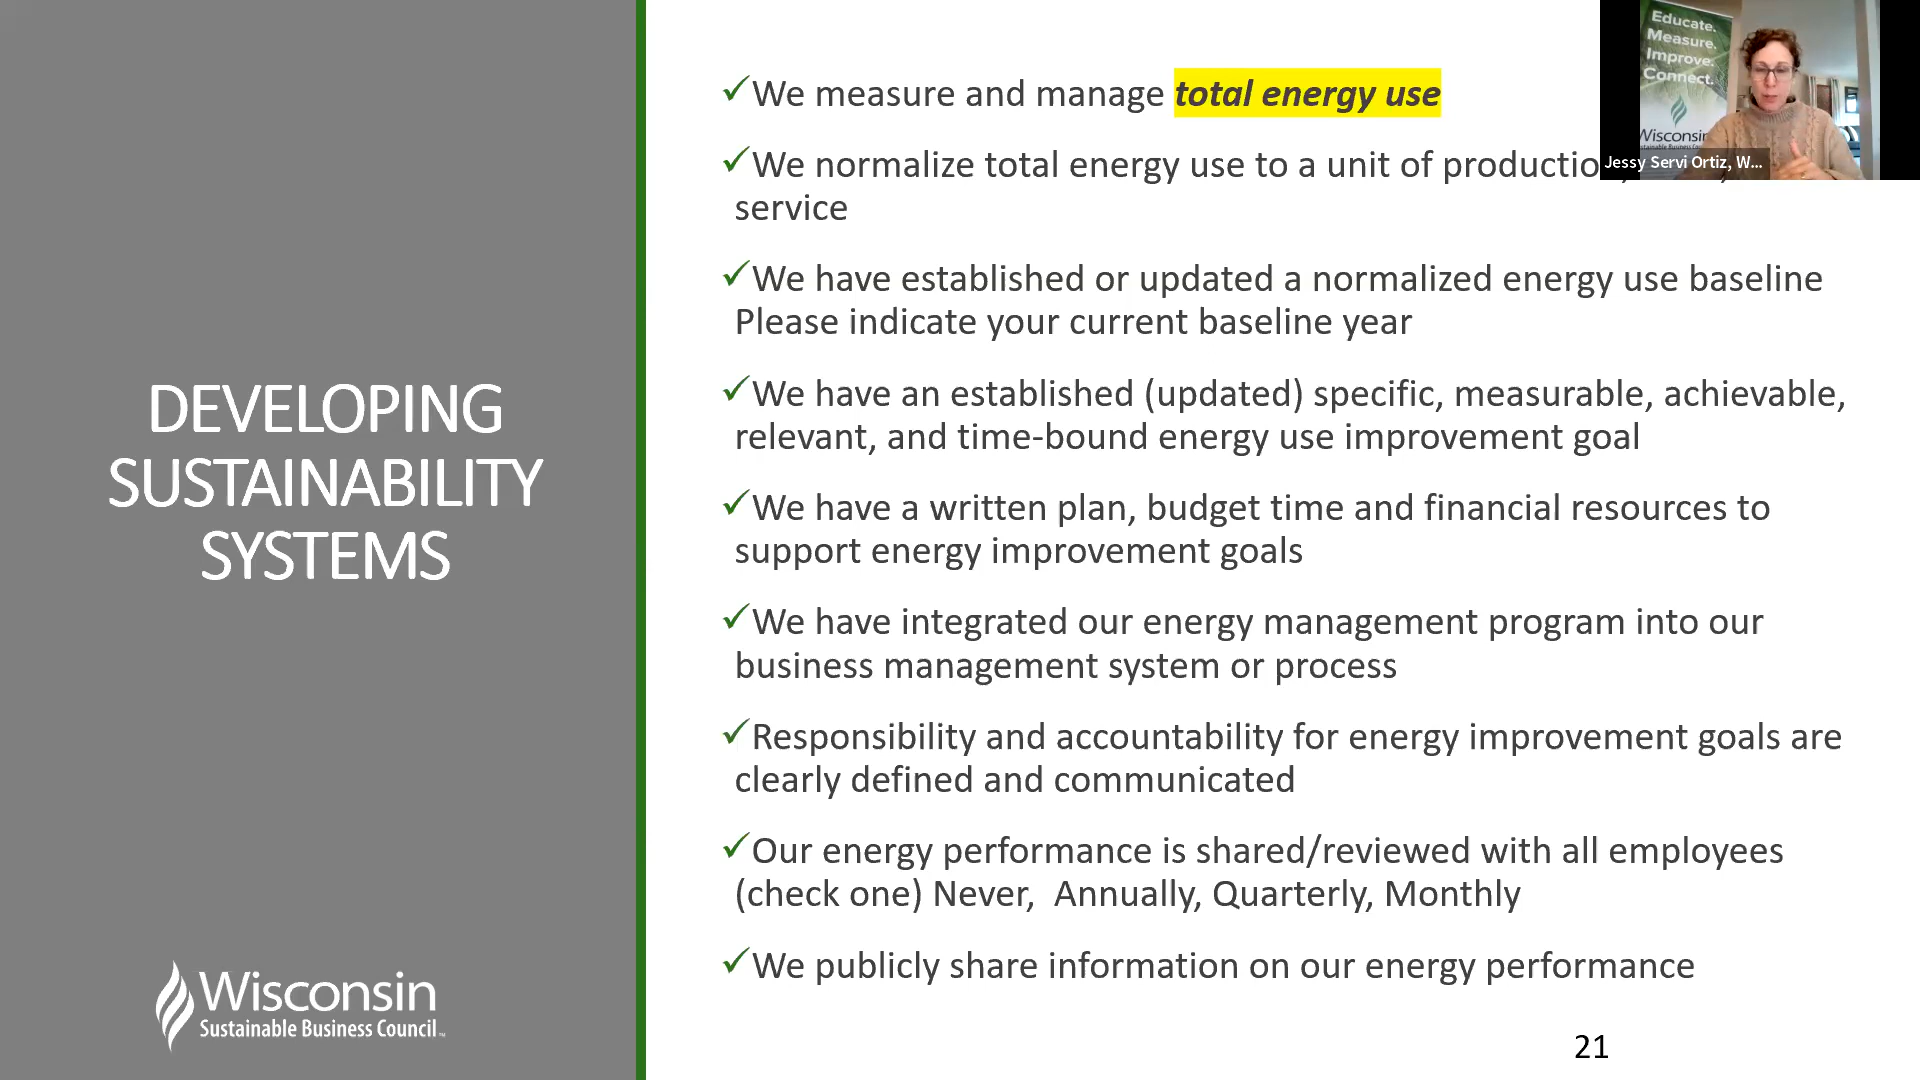 DEVELOPING
SUSTAINABILITY
SYSTEMS
Wisconsin
Sustainable Business Council
✓We measure and manage total energy use
✓We normalize total energy use to a unit of
service
✓We have established or updated a normalized energy use baseline
Please indicate your current baseline year
✓We have an established (updated) specific, measurable, achievable,
relevant, and time-bound energy use improvement goal
✓We have a written plan, budget time and financial resources to
support energy improvement goals
✓We have integrated our energy management program into our
business management system or process
✓Responsibility and accountability for energy improvement goals are
clearly defined and communicated
✓Our energy performance is shared/reviewed with all employees
(check one) Never,  Annually, Quarterly, Monthly
✓We publicly share information on our energy performance
21
Educate.
Measure.
Improve.
Connect.
Wisconsin
Jessy Servi Ortiz, W...